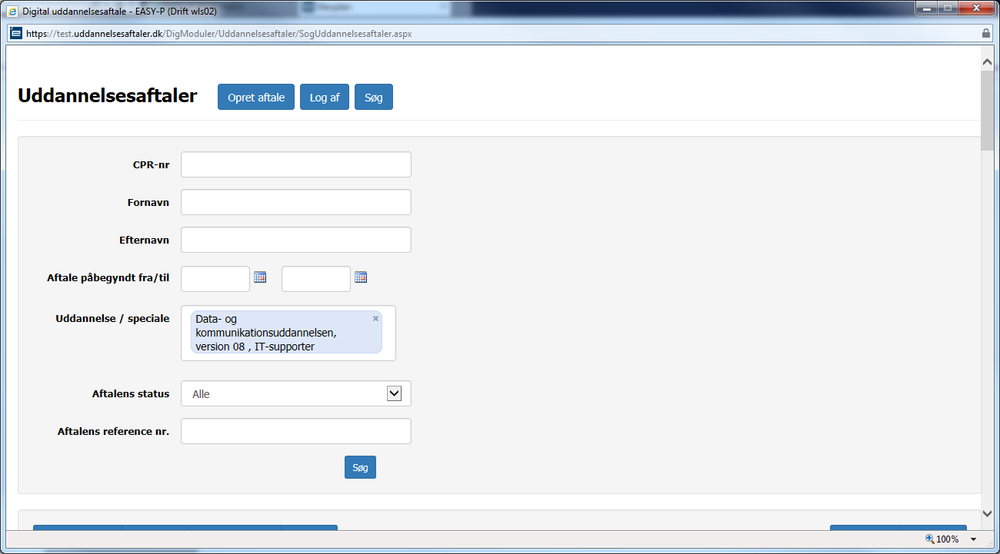 Digital uddannelsesaftale - EASY-P (Drift wls02)
https://test.uddannelsesaftaler.dk/DigModuler/Uddannelsesaftaler/SogUddannelsesaftaler.aspx
Uddannelsesaftaler Opret aftale Log af Søg
CPR-nr
Fornavn
Efternavn
Aftale påbegyndt fra/til
Uddannelse / speciale
Data- og
kommunikationsuddannelsen,
version 08 , IT-supporter
Aftalens status Alle
Aftalens reference nr.
Søg
100%